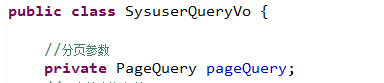 public class SysuserQueryVo {
//分页参数
private PageQuery pageQuery;